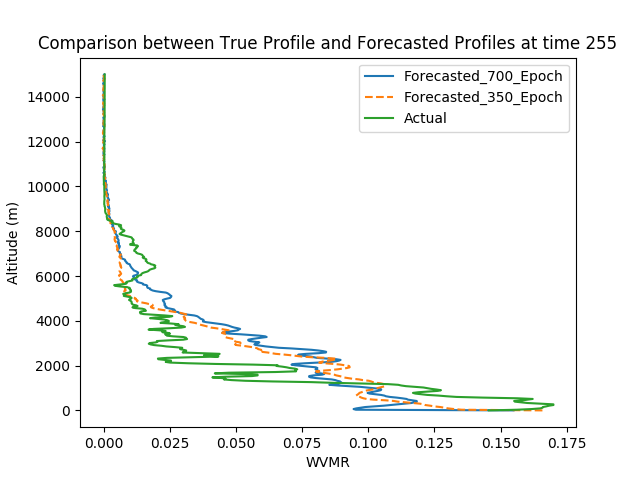 Comparison between True Profile and Forecasted Profiles at time 255
Forecasted_700_Epoch
Forecasted_350_Epoch
Actual
14000
12000
10000
8000
6000
4000
2000
0
Altitude (m)
0.000 0.025 0.050 0.075 0.100 0.125 0.150 0.175
WVMR